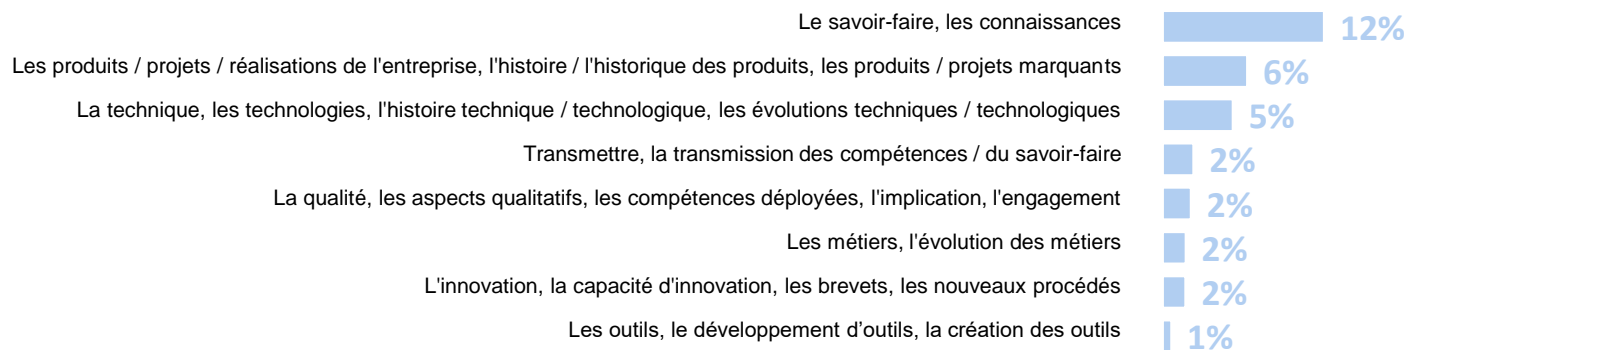 Le savoir-faire, les connaissances 12%
Les produits / projets / réalisations de l'entreprise, l'histoire / l'historique des produits, les produits / projets marquants 6%
La technique, les technologies, l'histoire technique / technologique, les évolutions techniques / technologiques 5%
Transmettre, la transmission des compétences / du savoir-faire 2%
La qualité, les aspects qualitatifs, les compétences déployées, l'implication, l'engagement 2%
Les métiers, l'évolution des métiers 2%
L'innovation, la capacité d'innovation, les brevets, les nouveaux procédés 2%
Les outils, le développement d’outils, la création des outils 1%